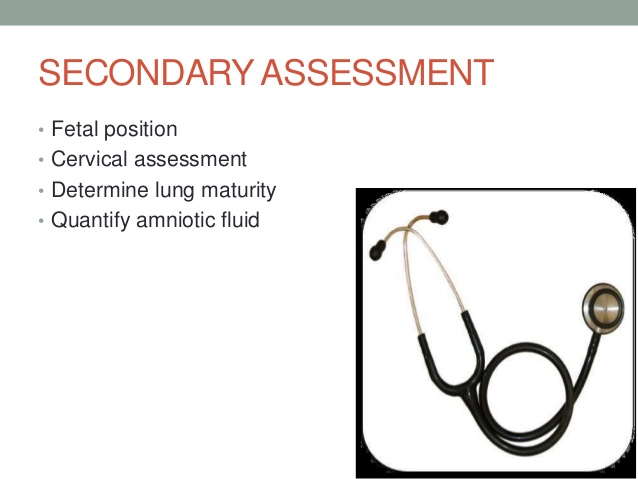 SECONDARY ASSESSMENT
• Fetal position
• Cervical assessment
• Determine lung maturity
• Quantify amniotic fluid